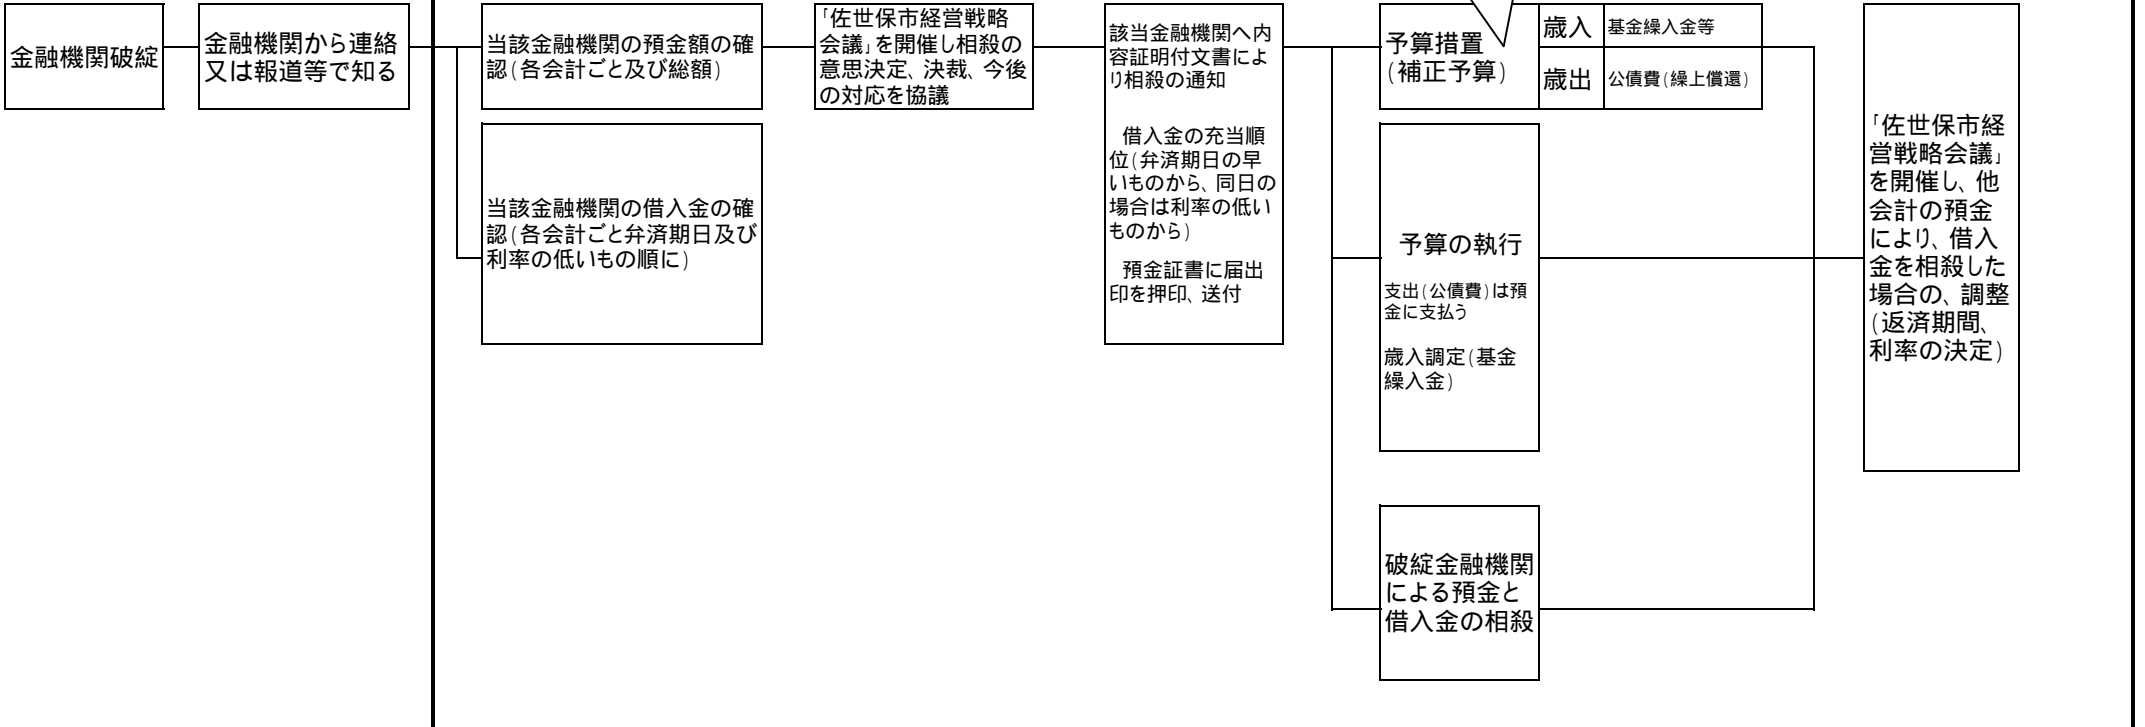 金融機関破綻
金融機関から連絡
又は報道等で知る
当該金融機関の預金額の確
認(各会計ごと及び総額)
当該金融機関の借入金の確
認(各会計ごと弁済期日及び
利率の低いもの順に)
「佐世保市経営戦略
会議」を開催し相殺の
意思決定、決裁、今後
の対応を協議
該当金融機関へ内
容証明付文書によ
り相殺の通知
借入金の充当順
位(弁済期日の早
いものから、同日の
場合は利率の低い
ものから)
預金証書に届出
印を押印、送付
予算措置
(補正予算)
歳入
基金繰入金等
歳出
公債費(繰上償還)
予算の執行
支出(公債費)は預
金に支払う
歳入調定(基金
繰入金)
破綻金融機関
による預金と
借入金の相殺
「佐世保市経
営戦略会議」
を開催し、他
会計の預金
により、借入
金を相殺した
場合の、調整
(返済期間、
利率の決定)